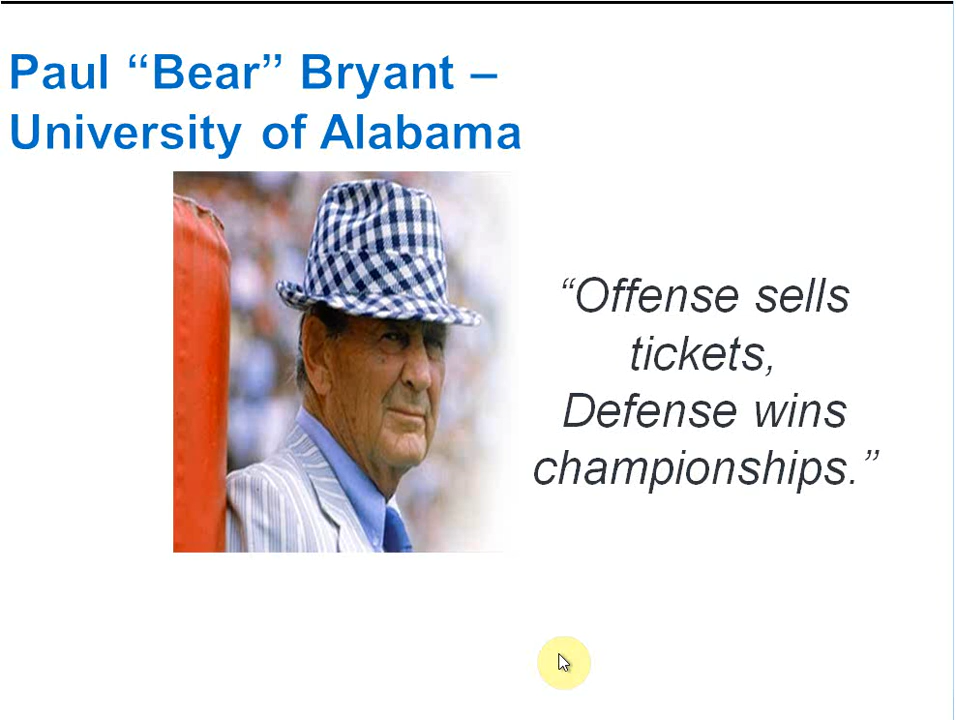 Paul “Bear” Bryant –
University of Alabama
“Offense sells
tickets,
Defense wins
championships.”